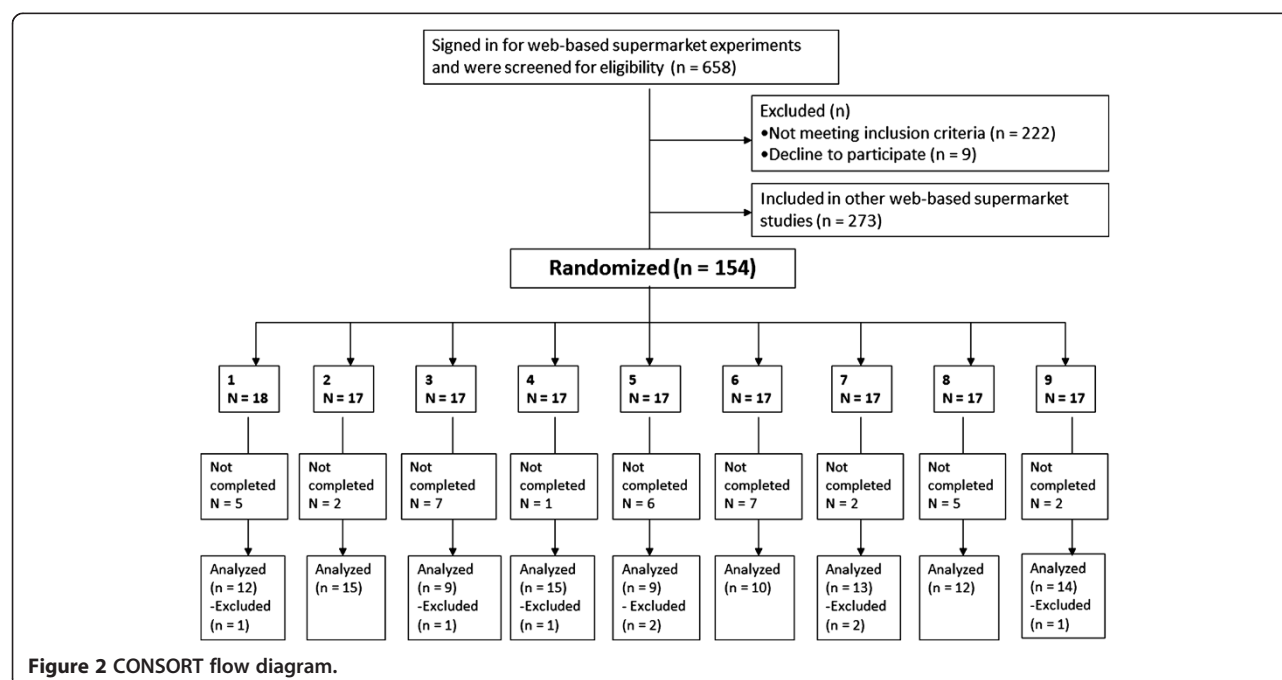 Signed in for web-based supermarket experiments
and were screened for eligibility (n = 658)
Excluded (n)
•Not meeting inclusion criteria (n = 222)
•Decline to participate (n = 9)
Included in other web-based supermarket
studies (n = 273)
Randomized (n = 154)
1
N = 18
2
N = 17
3
N = 17
4
N = 17
5
N = 17
6
N = 17
7
N = 17
8
N = 17
9
N = 17
Not
completed
N = 5
Not
completed
N = 2
Not
completed
N = 7
Not
completed
N = 1
Not
completed
N = 6
Not
completed
N = 7
Not
completed
N = 2
Not
completed
N = 5
Not
completed
N = 2
Analyzed
(n = 12)
-Excluded
(n = 1)
Analyzed
(n = 15)
Analyzed
(n = 9)
-Excluded
(n = 1)
Analyzed
(n = 15)
-Excluded
(n = 1)
Analyzed
(n = 9)
- Excluded
(n = 2)
Analyzed
(n = 10)
Analyzed
(n = 13)
-Excluded
(n = 2)
Analyzed
(n = 12)
Analyzed
(n = 14)
-Excluded
(n = 1)
Figure 2 CONSORT flow diagram.